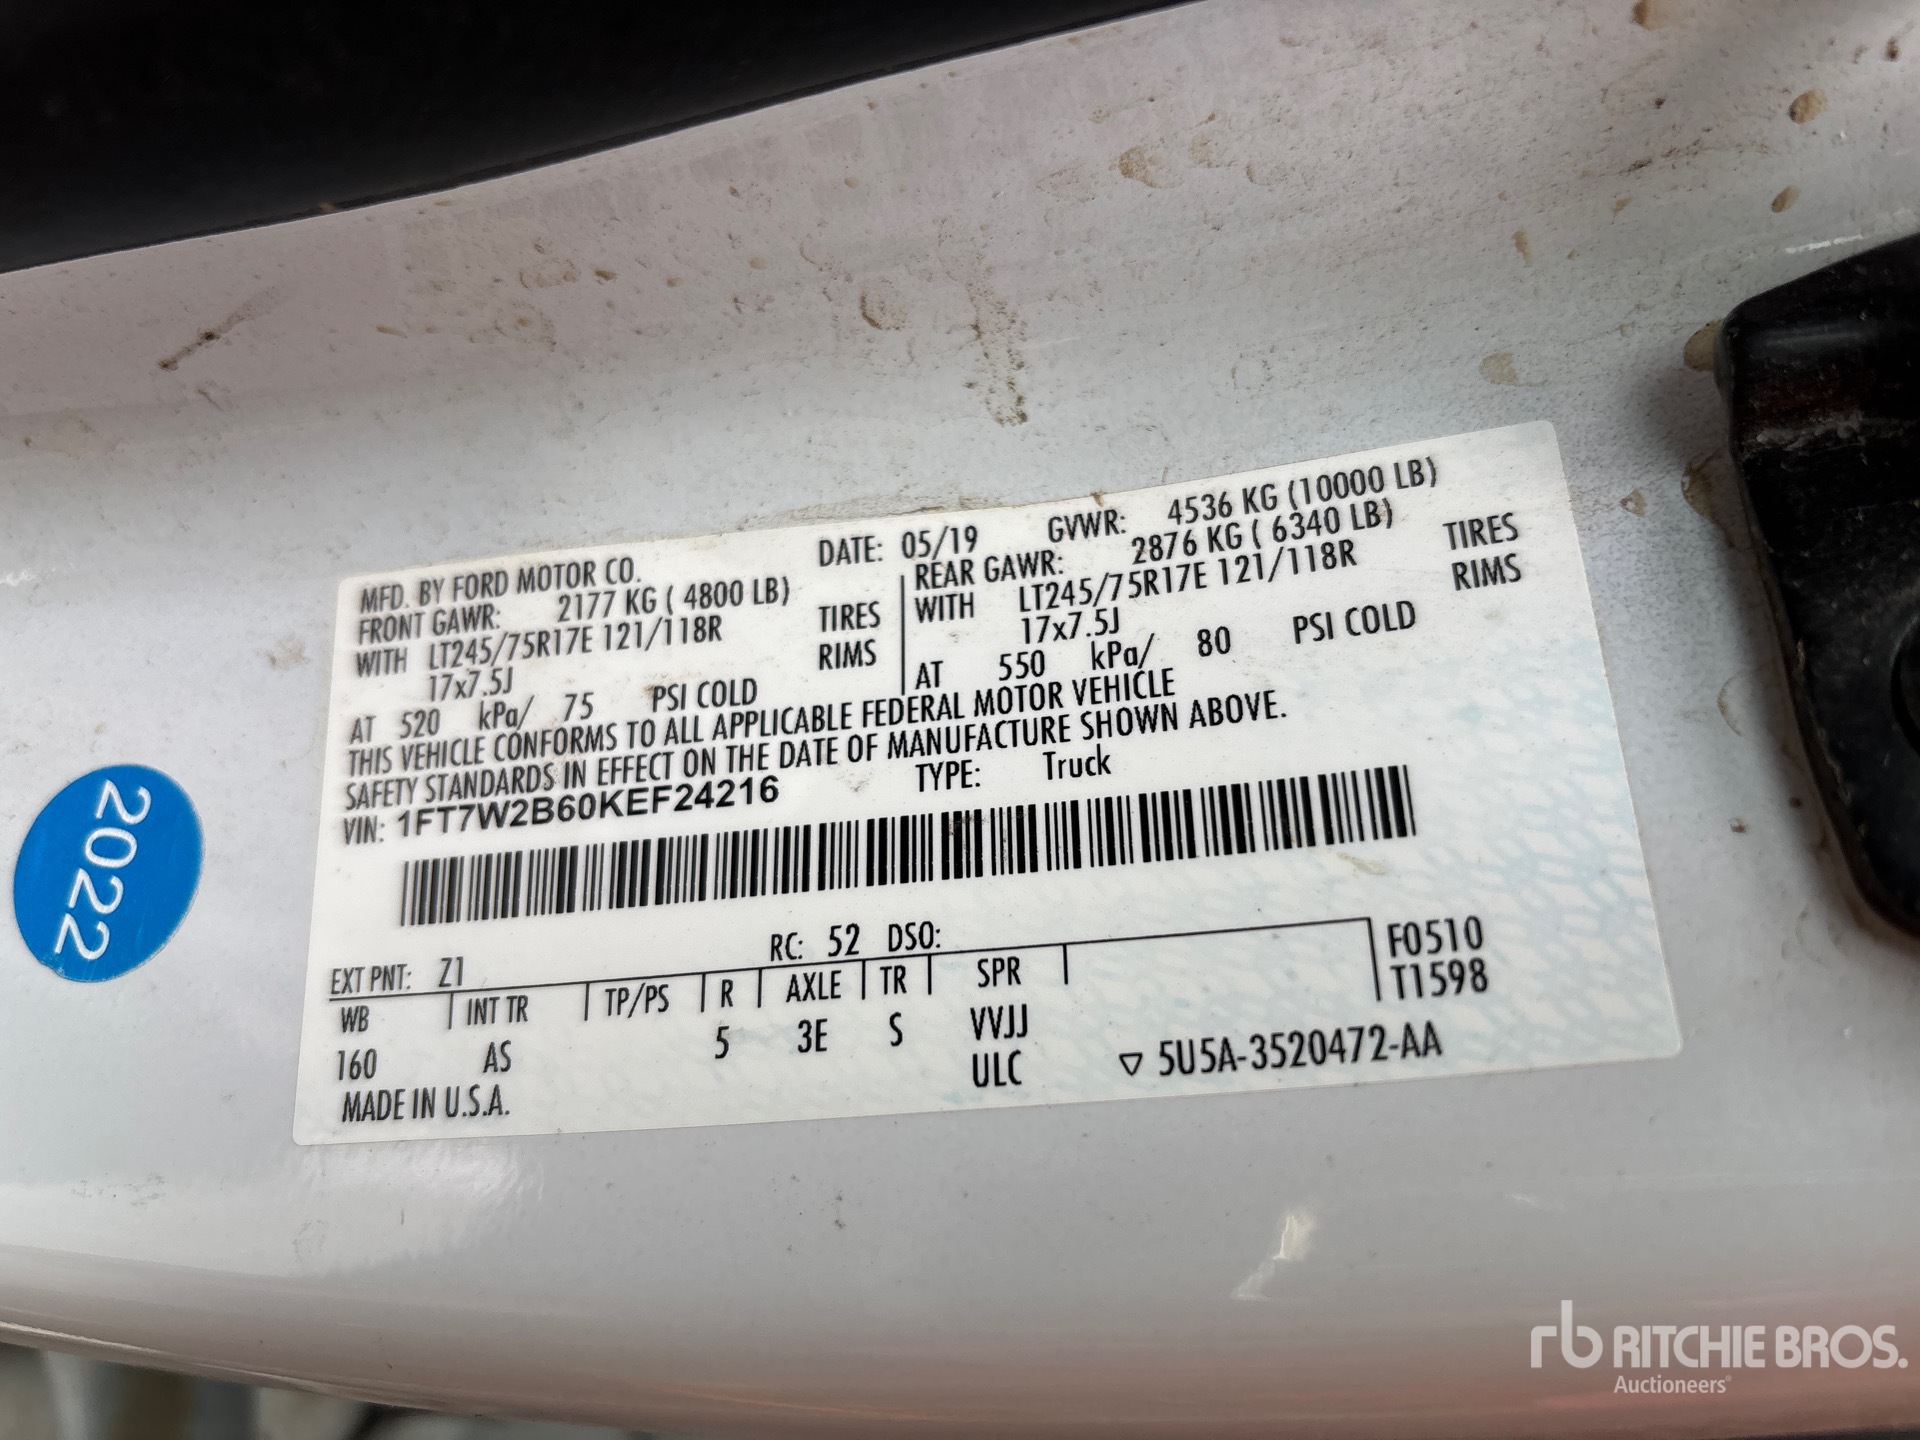 MFD. BY FORD MOTOR CO. DATE: 05/19 GVWR: 4536 KG (10000 LB)
FRONT GAWR: 2177 KG ( 4800 LB) REAR GAWR: 2876 KG ( 6340 LB)
WITH LT245/75R17E 121/118R TIRES WITH LT245/75R17E 121/118R TIRES
17x7.5J RIMS 17x7.5J RIMS
AT 520 kPa/ 75 PSI COLD AT 550 kPa/ 80 PSI COLD
THIS VEHICLE CONFORMS TO ALL APPLICABLE FEDERAL MOTOR VEHICLE
SAFETY STANDARDS IN EFFECT ON THE DATE OF MANUFACTURE SHOWN ABOVE.
VIN: 1FT7W2B60KEF24216 TYPE: Truck
2022
EXT PNT: Z1 RC: 52 DSO: F0510
WB INT TR TP/PS R AXLE TR SPR T1598
160 AS 5 3E S VVJJ
ULC ▽ 5U5A-3520472-AA
MADE IN U.S.A.
rb RITCHIE BROS.
Auctioneers®